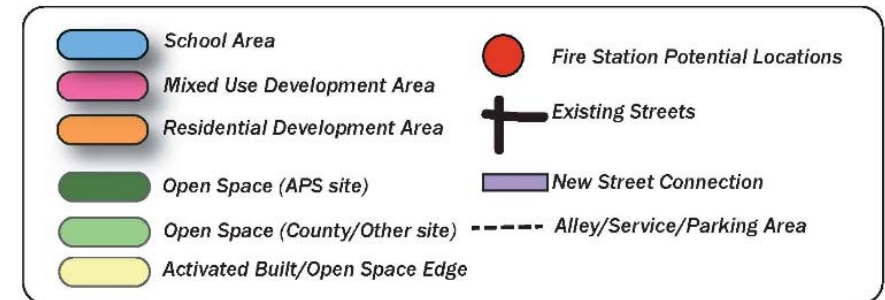 School Area
Mixed Use Development Area
Residential Development Area
Open Space (APS site)
Open Space (County/Other site)
Activated Built/Open Space Edge
Fire Station Potential Locations
Existing Streets
New Street Connection
Alley/Service/Parking Area